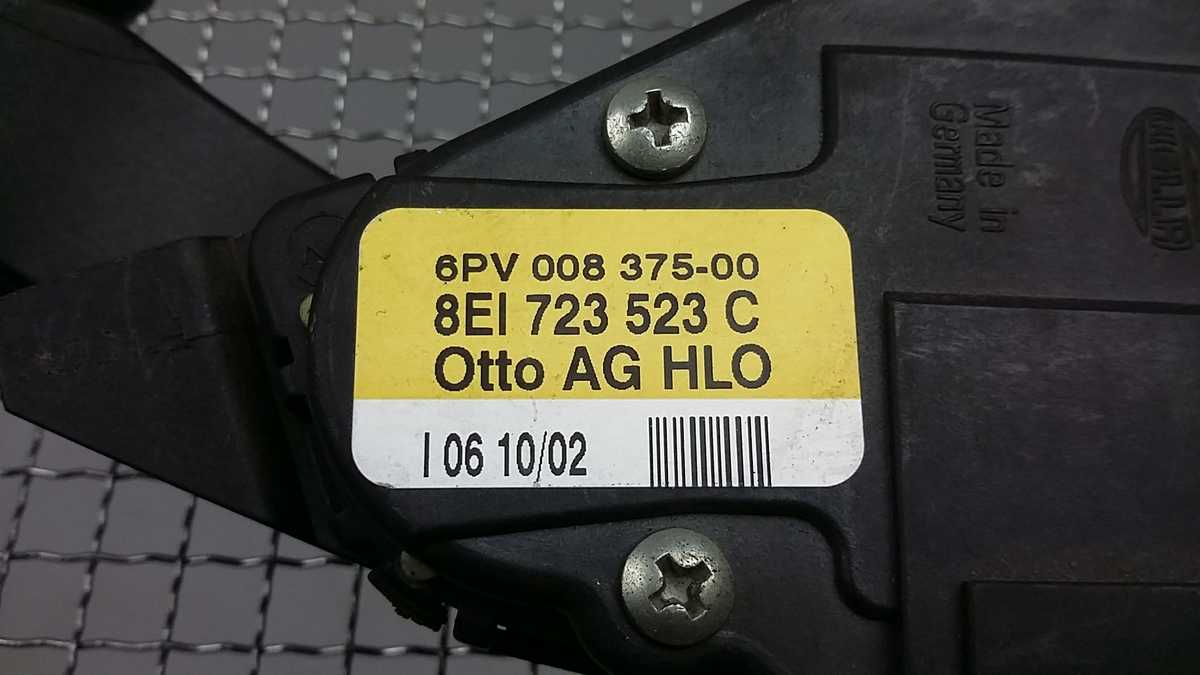 6PV 008 375-00
8EI 723 523 C
Otto AG HLO
I 06 10/02
Made in
Germany